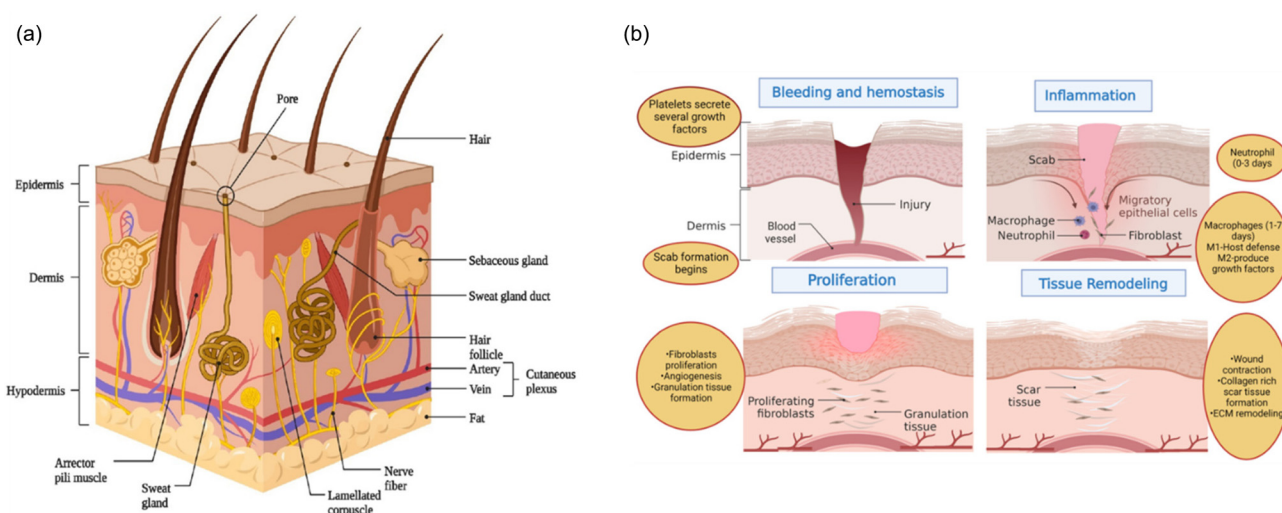 (a)
Pore
Hair
Epidermis
Dermis
Sebaceous gland
Sweat gland duct
Hair
follicle
Artery
Vein
Cutaneous
plexus
Hypodermis
Fat
Arrector
pili muscle
Sweat
gland
Lamellated
corpuscle
Nerve
fiber
(b)
Bleeding and hemostasis
Platelets secrete
several growth
factors
Epidermis
Injury
Dermis
Blood
vessel
Scab formation
begins
Inflammation
Scab
Neutrophil
(0-3 days
Migratory
epithelial cells
Macrophage
Neutrophil
Fibroblast
Macrophages (1-7
days)
M1-Host defense
M2-produce
growth factors
Proliferation
•Fibroblasts
proliferation
•Angiogenesis
•Granulation tissue
formation
Proliferating
fibroblasts
Granulation
tissue
Tissue Remodeling
Scar
tissue
•Wound
contraction
•Collagen rich
scar tissue
formation
•ECM remodeling